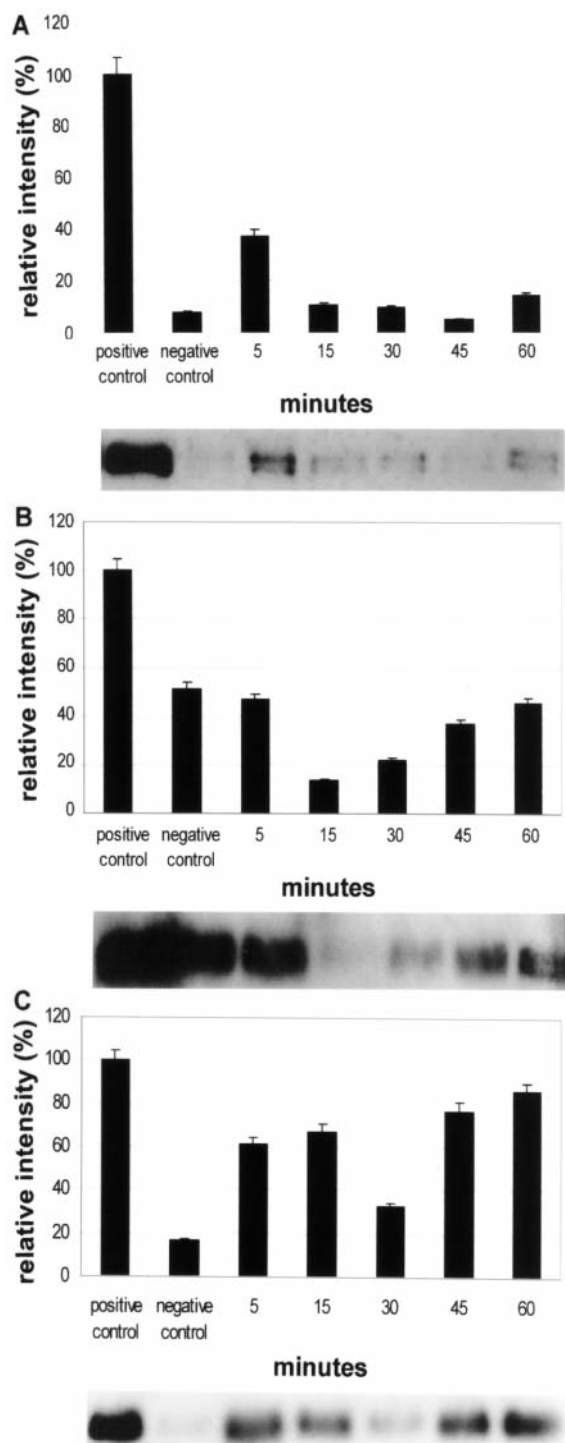 A
relative intensity (%)
120
100
80
60
40
20
0
positive control
negative control
5
15
30
45
60
minutes
B
relative intensity (%)
120
100
80
60
40
20
0
positive control
negative control
5
15
30
45
60
minutes
C
relative intensity (%)
120
100
80
60
40
20
0
positive control
negative control
5
15
30
45
60
minutes